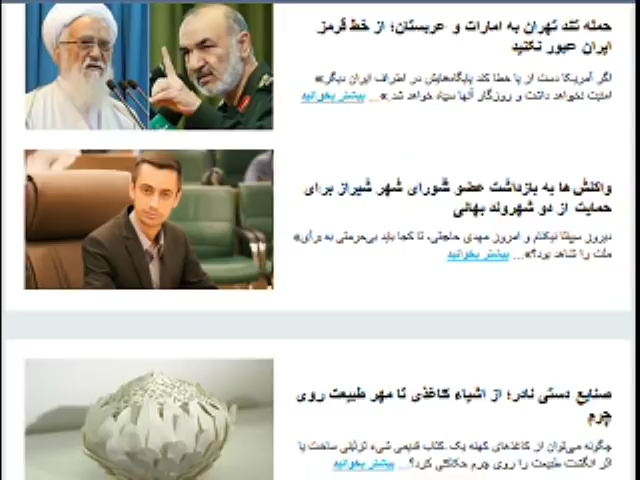 حمله تند تهران به امارات و عربستان؛ از خط قرمز
ایران عبور نکنید
اگر آمریکا دست از پا خطا کند پایگاه‌هایش در اطراف ایران دیگر»
امنیت نخواهد داشت و روزگار آنها سیاه خواهد شد.»... بیشتر بخوانید
واکنش‌ها به بازداشت عضو شورای شهر شیراز برای
حمایت از دو شهروند بهائی
دیروز سپنتا نیکنام و امروز مهدی حاجتی، تا کجا باید بی‌حرمتی به «رأی»
ملت را شاهد بود؟»... بیشتر بخوانید
صنایع دستی نادر؛ از اشیاء کاغذی تا مهر طبیعت روی
چرم
چگونه می‌توان از کاغذهای کهنه یک کتاب قدیمی شیء تزئینی ساخت یا
اثر انگشت طبیعت را روی چرم حکاکی کرد؟... بیشتر بخوانید